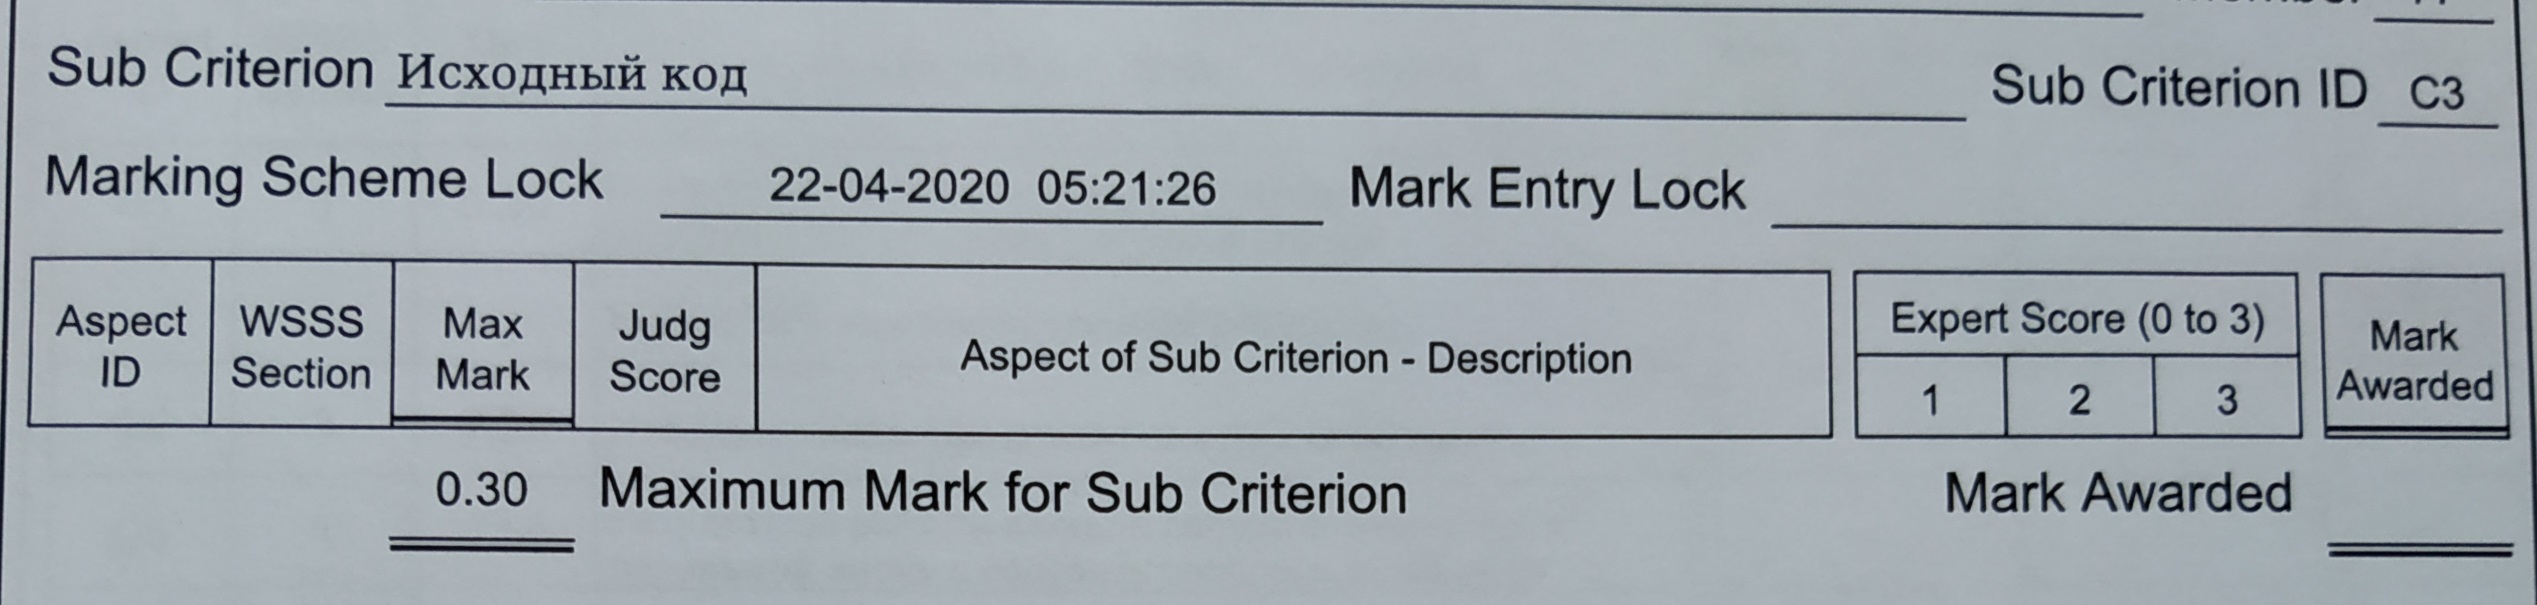 Sub Criterion Исходный код Sub Criterion ID C3
Marking Scheme Lock 22-04-2020 05:21:26 Mark Entry Lock
Aspect ID WSSS Section Max Mark Judg Score Aspect of Sub Criterion - Description Expert Score (0 to 3) 1 2 3 Mark Awarded
0.30 Maximum Mark for Sub Criterion Mark Awarded